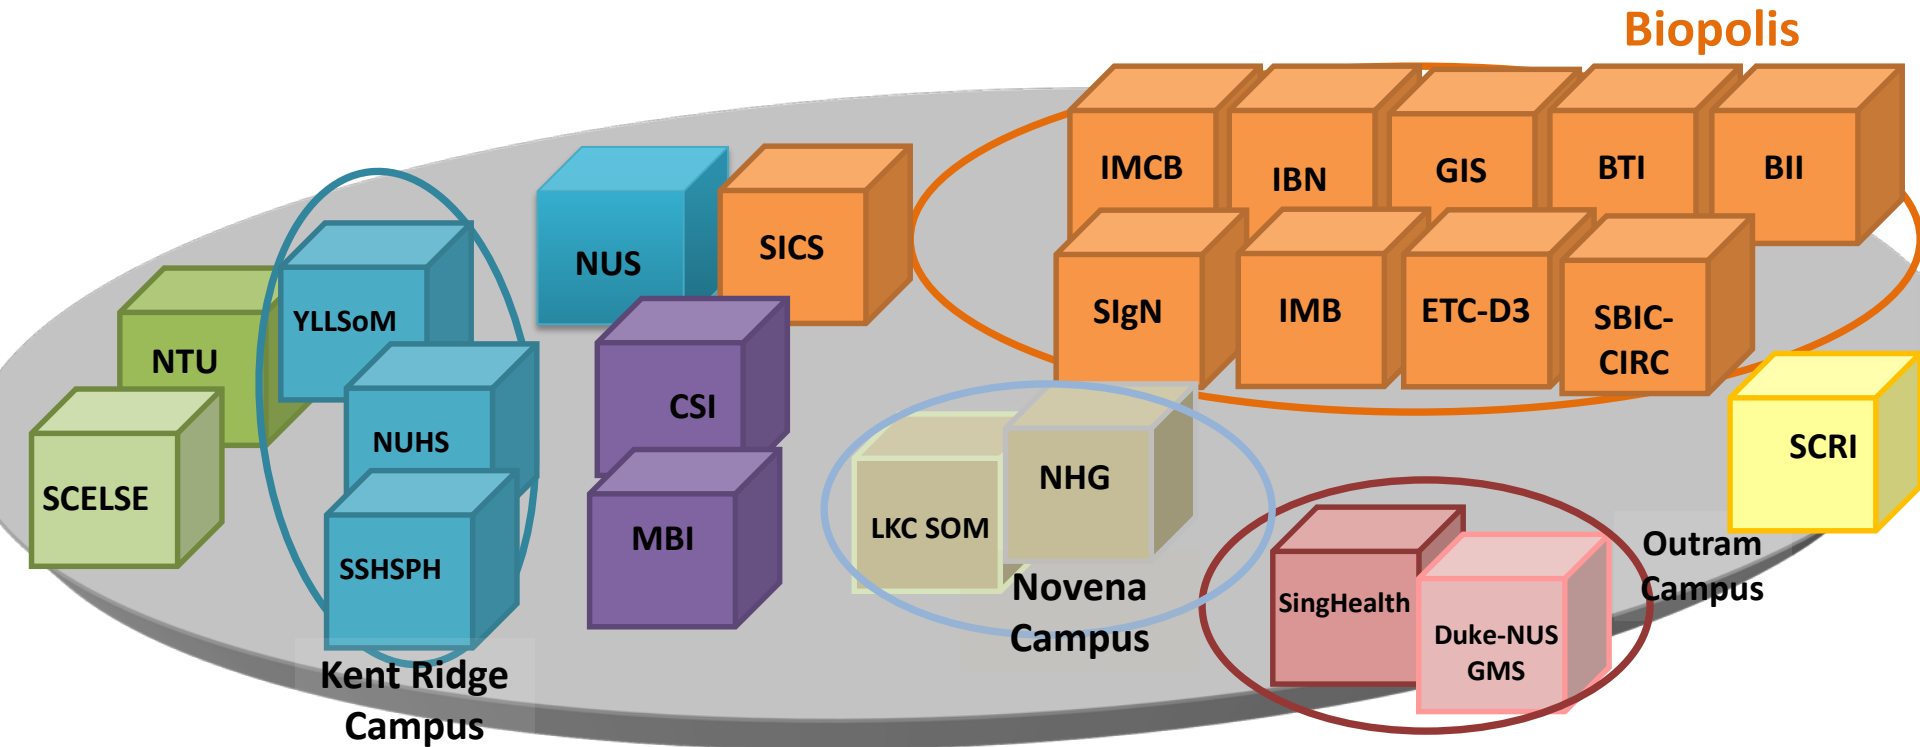 Biopolis
IMCB
IBN
GIS
BTI
BII
NUS
SICS
SIgN
IMB
ETC-D3
SBIC-
CIRC
YLLSoM
NTU
CSI
NUHS
SCELSE
SSHSPH
MBI
LKC SOM
NHG
SCRI
Novena
Campus
SingHealth
Duke-NUS
GMS
Outram
Campus
Kent Ridge
Campus